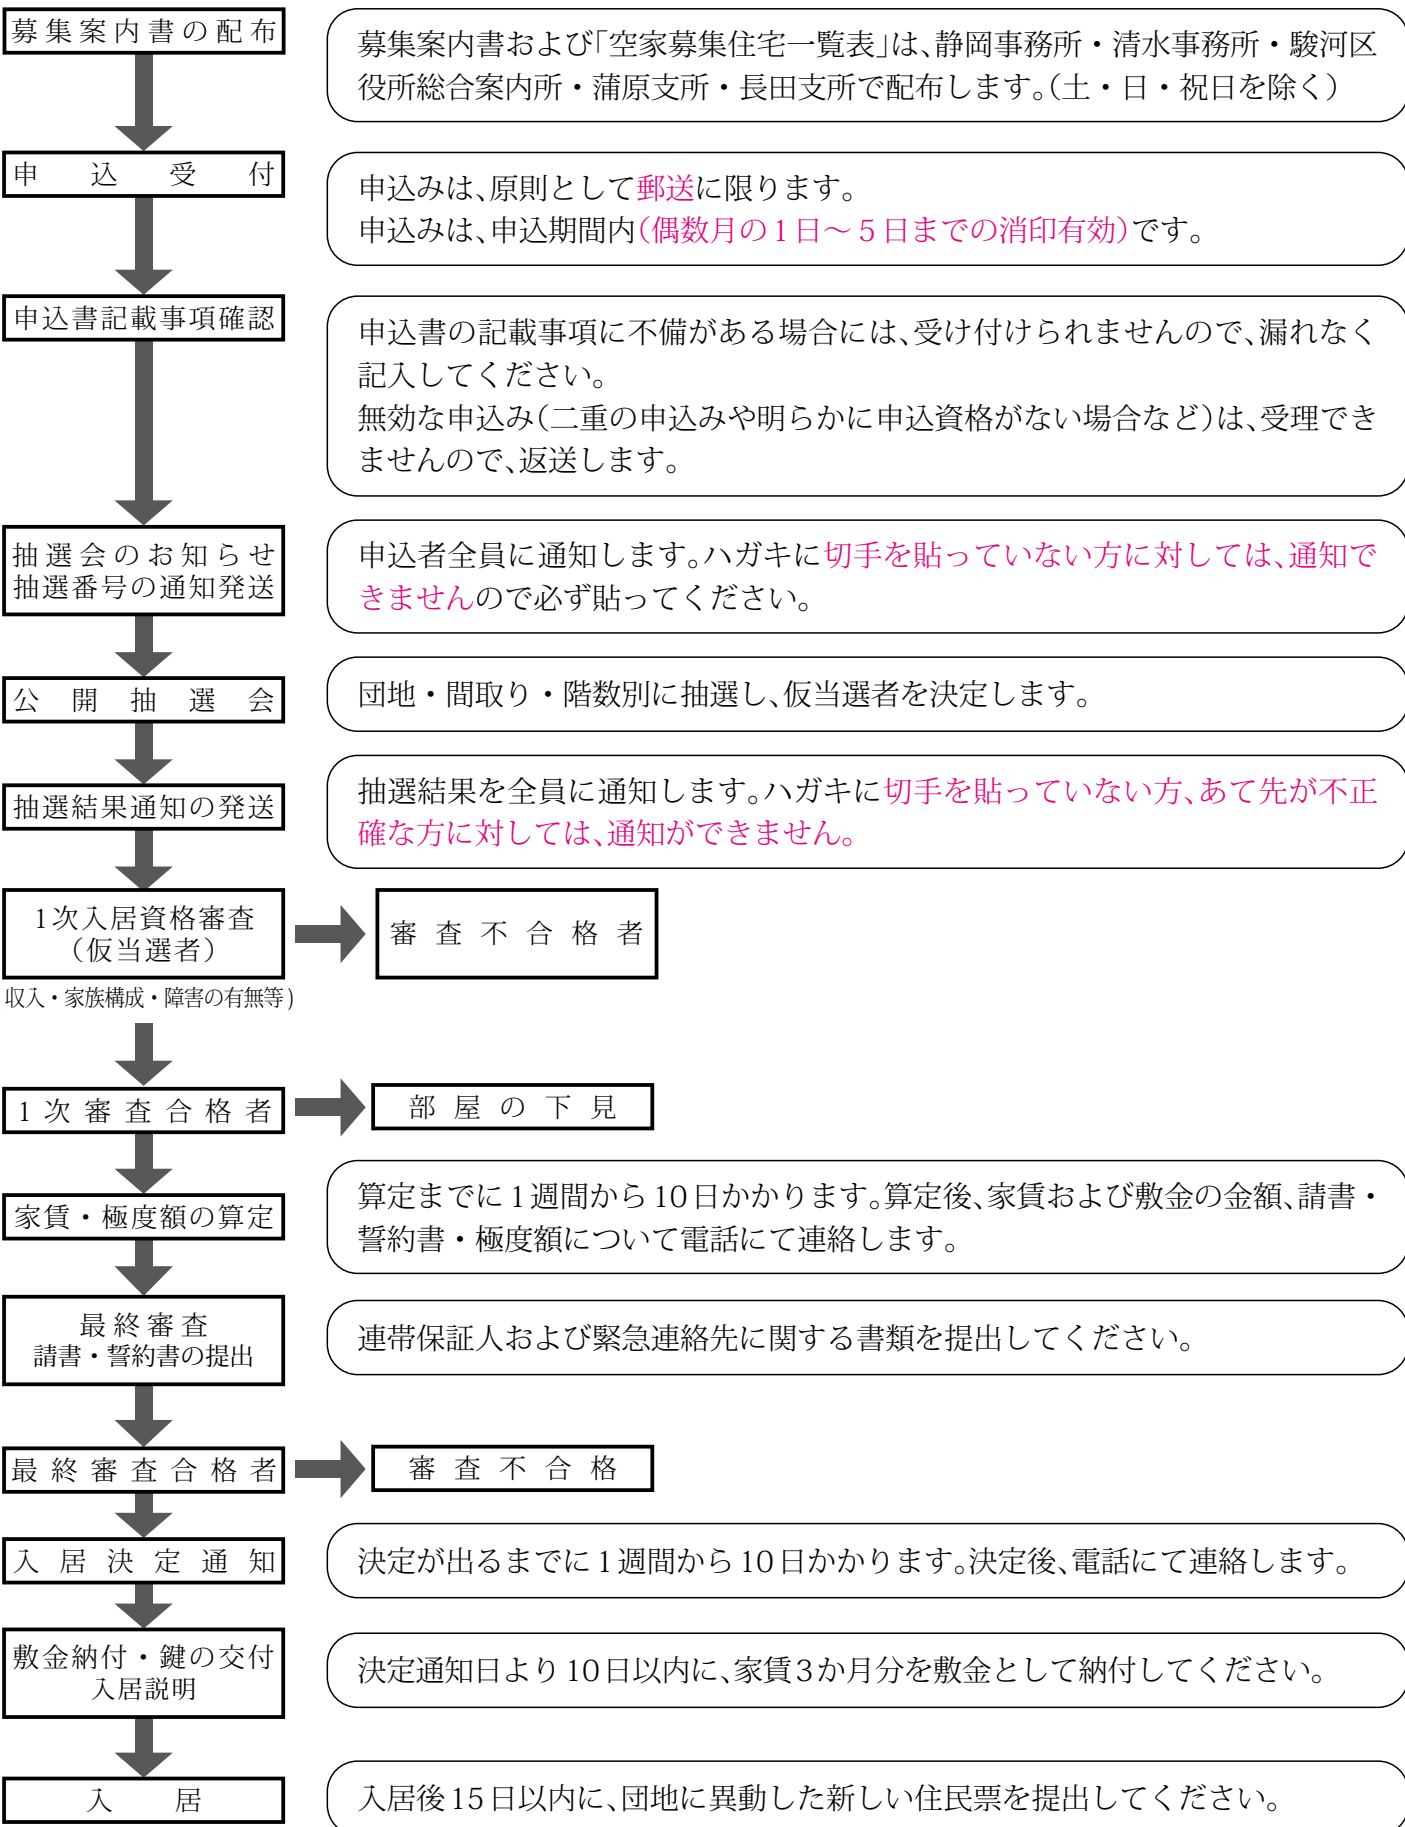 募集案内書の配布
募集案内書および「空家募集住宅一覧表」は、静岡事務所・清水事務所・駿河区
役所総合案内所・蒲原支所・長田支所で配布します。(土・日・祝日を除く)
申込受付
申込みは、原則として郵送に限ります。
申込みは、申込期間内(偶数月の1日〜5日までの消印有効)です。
申込書記載事項確認
申込書の記載事項に不備がある場合には、受け付けられませんので、漏れなく
記入してください。
無効な申込み(二重の申込みや明らかに申込資格がない場合など)は、受理でき
ませんので、返送します。
抽選会のお知らせ
抽選番号の通知発送
申込者全員に通知します。ハガキに切手を貼っていない方に対しては、通知で
きませんので必ず貼ってください。
公開抽選会
団地・間取り・階数別に抽選し、仮当選者を決定します。
抽選結果通知の発送
抽選結果を全員に通知します。ハガキに切手を貼っていない方、あて先が不正
確な方に対しては、通知ができません。
1次入居資格審査
(仮当選者)
審査不合格者
収入・家族構成・障害の有無等)
1次審査合格者
部屋の下見
家賃・極度額の算定
算定までに1週間から10日かかります。算定後、家賃および敷金の金額、請書・
誓約書・極度額について電話にて連絡します。
最終審査
請書・誓約書の提出
連帯保証人および緊急連絡先に関する書類を提出してください。
最終審査合格者
審査不合格
入居決定通知
決定が出るまでに1週間から10日かかります。決定後、電話にて連絡します。
敷金納付・鍵の交付
入居説明
決定通知日より10日以内に、家賃3か月分を敷金として納付してください。
入居
入居後15日以内に、団地に異動した新しい住民票を提出してください。